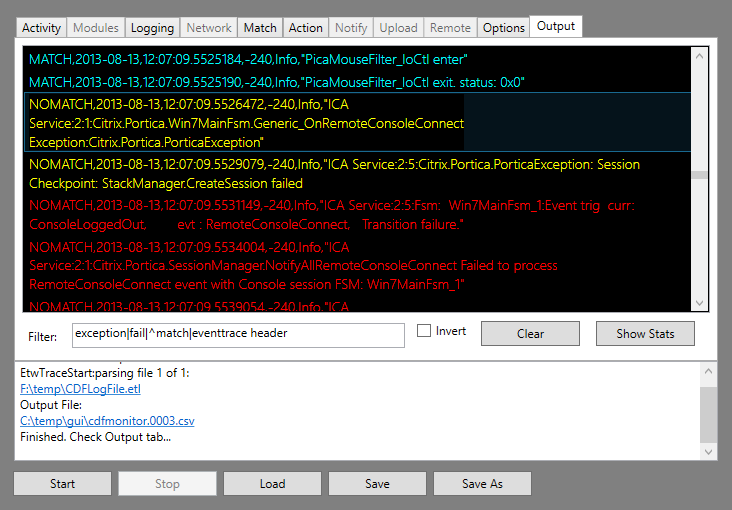 Activity Modules Logging Network Match Action Notify Upload Remote Options Output
MATCH,2013-08-13,12:07:09.5525184,-240,Info,"PicaMouseFilter_IoCtl enter"
MATCH,2013-08-13,12:07:09.5525190,-240,Info,"PicaMouseFilter_IoCtl exit. status: 0x0"
NOMATCH,2013-08-13,12:07:09.5526472,-240,Info,"ICA
Service:2:1:Citrix.Portica.Win7MainFsm.Generic_OnRemoteConsoleConnect
Exception:Citrix.Portica.PorticaException"
NOMATCH,2013-08-13,12:07:09.5529079,-240,Info,"ICA Service:2:5:Citrix.Portica.PorticaException: Session
Checkpoint: StackManager.CreateSession failed
NOMATCH,2013-08-13,12:07:09.5531149,-240,Info,"ICA Service:2:5:Fsm: Win7MainFsm_1:Event trig curr:
ConsoleLoggedOut, evt : RemoteConsoleConnect, Transition failure."
NOMATCH,2013-08-13,12:07:09.5534004,-240,Info,"ICA
Service:2:1:Citrix.Portica.SessionManager.NotifyAllRemoteConsoleConnect Failed to process
RemoteConsoleConnect event with Console session FSM: Win7MainFsm_1"
NOMATCH,2013-08-13,12:07:09.5539054,-240,Info,"ICA
Filter: exception|fail|^match|eventtrace header Invert Clear Show Stats
EtwTraceStart:parsing file 1 of 1:
F:\temp\CDFLogFile.etl
Output File:
C:\temp\gui\cdfmonitor.0003.csv
Finished. Check Output tab...
Start Stop Load Save Save As